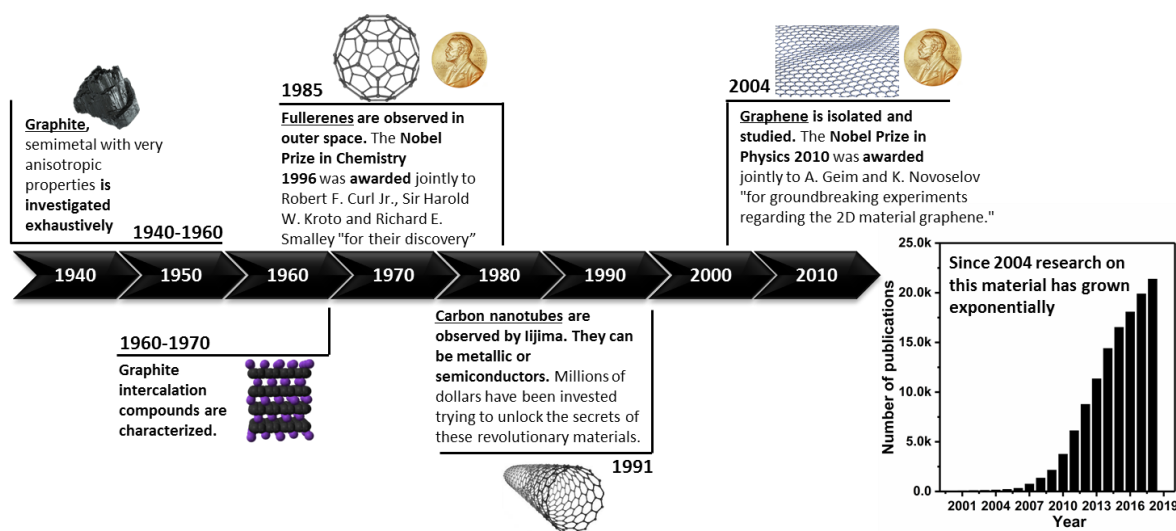 1940-1960
Graphite,
semimetal with very
anisotropic
properties is
investigated
exhaustively
1985
Fullerenes are observed in
outer space. The Nobel
Prize in Chemistry
1996 was awarded jointly to
Robert F. Curl Jr., Sir Harold
W. Kroto and Richard E.
Smalley "for their discovery”
2004
Graphene is isolated and
studied. The Nobel Prize in
Physics 2010 was awarded
jointly to A. Geim and K. Novoselov
"for groundbreaking experiments
regarding the 2D material graphene."
1940
1950
1960
1970
1980
1990
2000
2010
1960-1970
Graphite
intercalation
compounds are
characterized.
Carbon nanotubes are
observed by Iijima. They can
be metallic or
semiconductors. Millions of
dollars have been invested
trying to unlock the secrets of
these revolutionary materials.
1991
Since 2004 research on
this material has grown
exponentially
Number of publications
25.0k
20.0k
15.0k
10.0k
5.0k
0.0
2001
2004
2007
2010
2013
2016
2019
Year